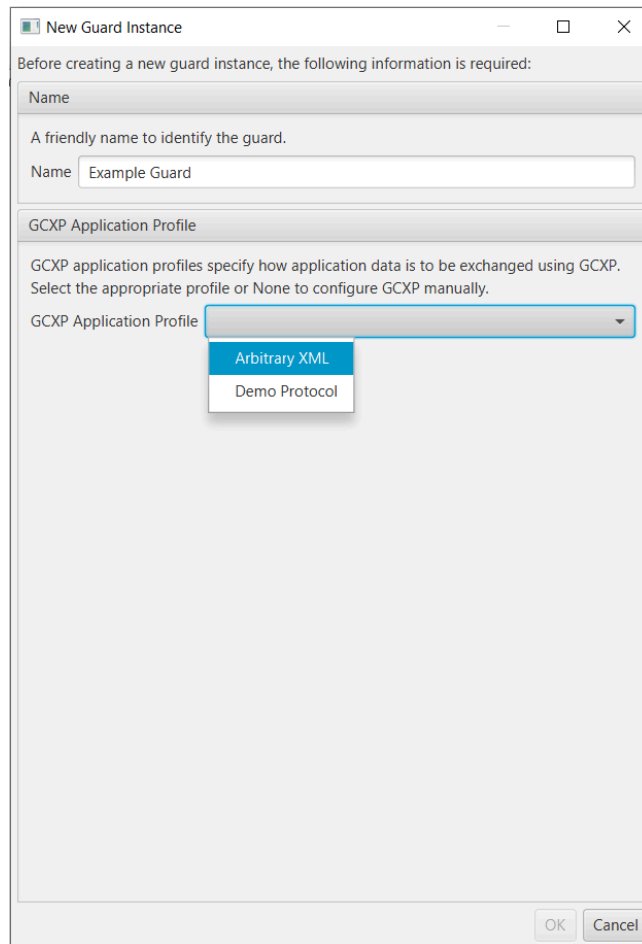 New Guard Instance
Before creating a new guard instance, the following information is required:
Name
A friendly name to identify the guard.
Name Example Guard
GCXP Application Profile
GCXP application profiles specify how application data is to be exchanged using GCXP.
Select the appropriate profile or None to configure GCXP manually.
GCXP Application Profile
Arbitrary XML
Demo Protocol
OK Cancel